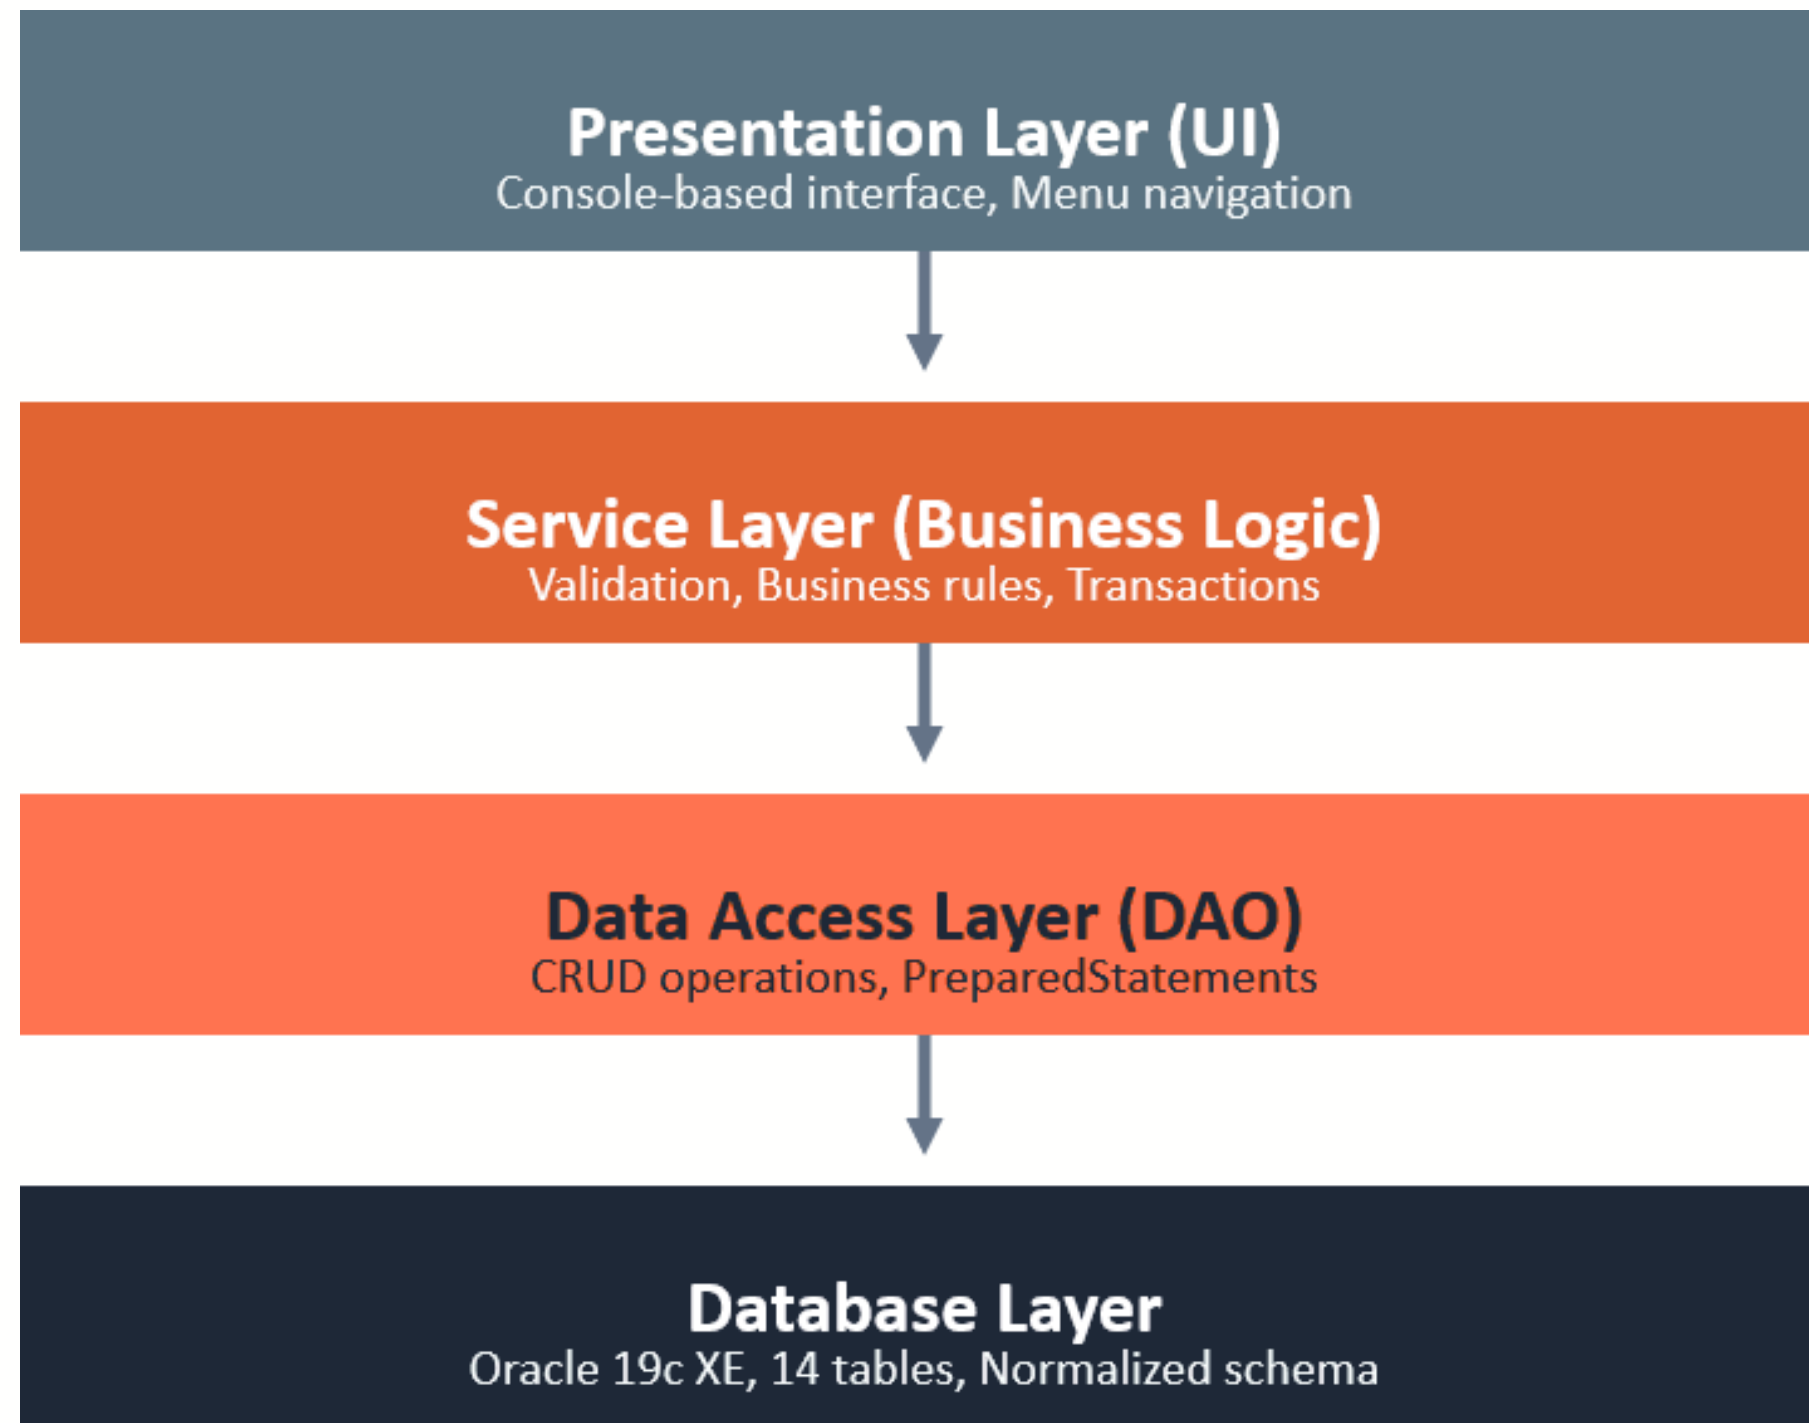 Presentation Layer (UI)
Console-based interface, Menu navigation
Service Layer (Business Logic)
Validation, Business rules, Transactions
Data Access Layer (DAO)
CRUD operations, PreparedStatements
Database Layer
Oracle 19c XE, 14 tables, Normalized schema